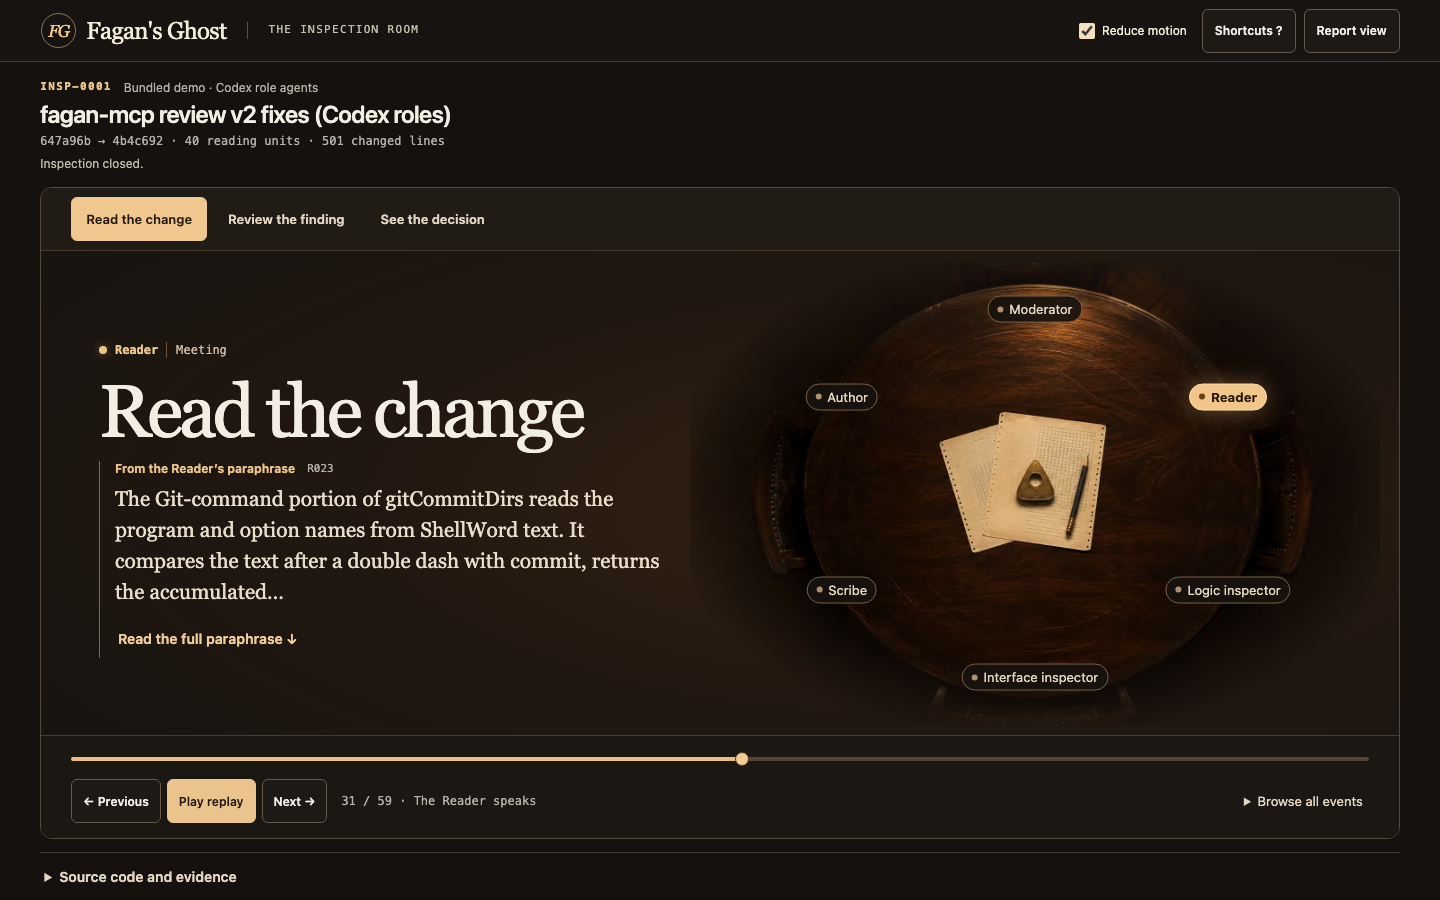 FG Fagan's Ghost THE INSPECTION ROOM Reduce motion Shortcuts ? Report view
INSP-0001 Bundled demo · Codex role agents
fagan-mcp review v2 fixes (Codex roles)
647a96b → 4b4c692 · 40 reading units · 501 changed lines
Inspection closed.
Read the change Review the finding See the decision
Moderator
Reader | Meeting
Read the change
Author
Reader
From the Reader's paraphrase R023
The Git-command portion of gitCommitDirs reads the
program and option names from ShellWord text. It
compares the text after a double dash with commit, returns
the accumulated...
Read the full paraphrase ↓
Scribe
Logic inspector
Interface inspector
← Previous Play replay Next → 31 / 59 · The Reader speaks ▶ Browse all events
▶ Source code and evidence